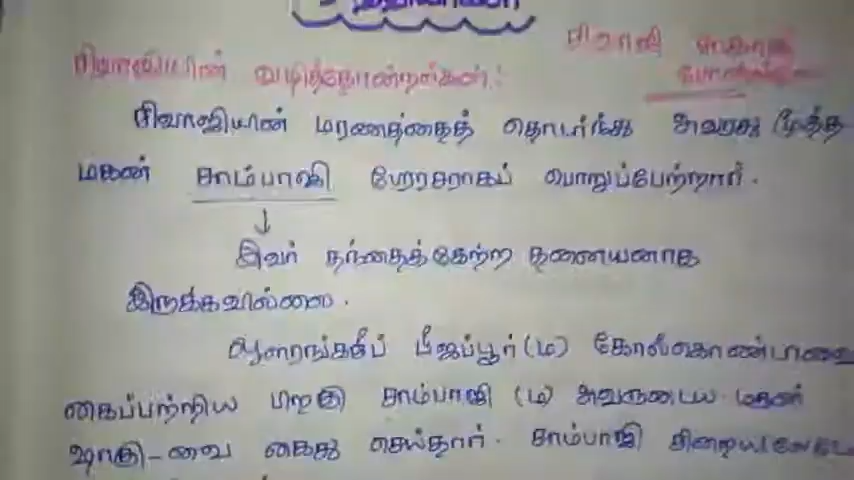 சிவாஜியின் வழித்தோன்றல்கள்:
சிவாஜி
சிவாஜியின் மரணத்தைத் தொடர்ந்து அவரது மூத்த
மகன் சாம்பாஜி பேரரசராகப் பொறுப்பேற்றார்.
↓
இவர் தந்தைக்கேற்ற தனையனாக
இருக்கவில்லை.
ஔரங்கசீப் பீஜப்பூர் (ம) கோல்கொண்டாவை
கைப்பற்றிய பிறகு சாம்பாஜி (ம) அவருடைய மகன்
ஷாகு-வை கைது செய்தார். சாம்பாஜி